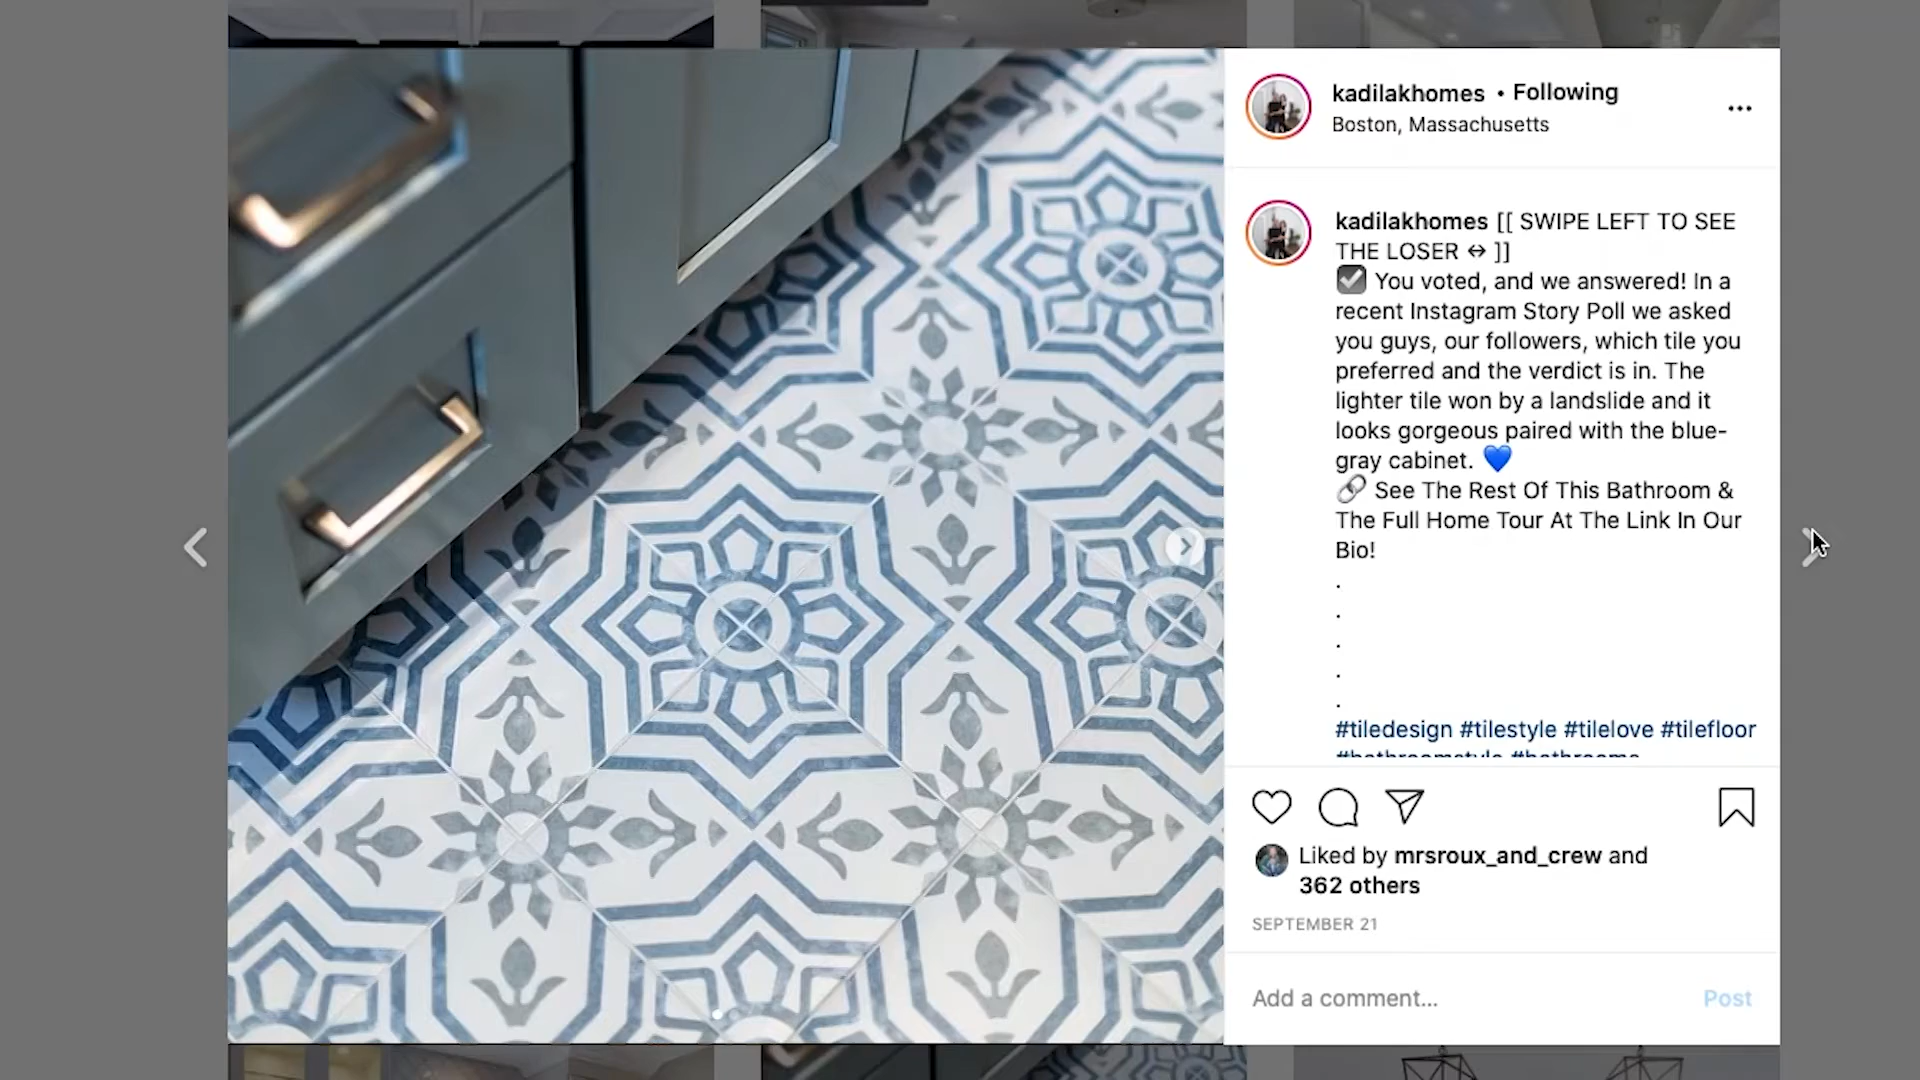 kadilakhomes • Following
Boston, Massachusetts
kadilakhomes [[ SWIPE LEFT TO SEE
THE LOSER ↔ ]]
☑️ You voted, and we answered! In a
recent Instagram Story Poll we asked
you guys, our followers, which tile you
preferred and the verdict is in. The
lighter tile won by a landslide and it
looks gorgeous paired with the blue-
gray cabinet. 💙
🔗 See The Rest Of This Bathroom &
The Full Home Tour At The Link In Our
Bio!
.
.
.
.
.
#tiledesign #tilestyle #tilelove #tilefloor
#bathroomstyle #bathrooms
Liked by mrsroux_and_crew and
362 others
SEPTEMBER 21
Add a comment...
Post